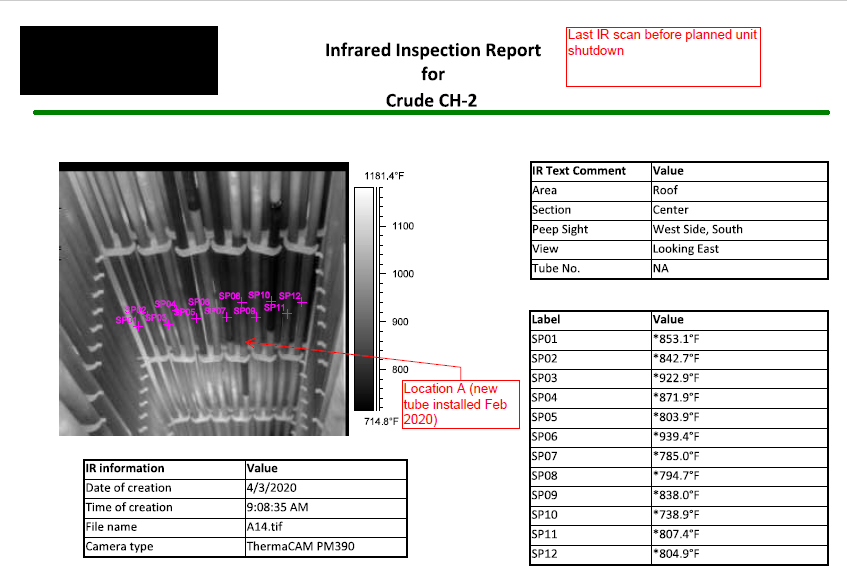 Infrared Inspection Report
for
Crude CH-2
Last IR scan before planned unit
shutdown
1181.4°F
1100
1000
900
800
714.8°F
SP01
SP02
SP03
SP04
SP05
SP06
SP07
SP08
SP09
SP10
SP11
SP12
Location A (new
tube installed Feb
2020)
IR Text Comment Value
Area Roof
Section Center
Peep Sight West Side, South
View Looking East
Tube No. NA
Label Value
SP01 *853.1°F
SP02 *842.7°F
SP03 *922.9°F
SP04 *871.9°F
SP05 *803.9°F
SP06 *939.4°F
SP07 *785.0°F
SP08 *794.7°F
SP09 *838.0°F
SP10 *738.9°F
SP11 *807.4°F
SP12 *804.9°F
IR information Value
Date of creation 4/3/2020
Time of creation 9:08:35 AM
File name A14.tif
Camera type ThermaCAM PM390